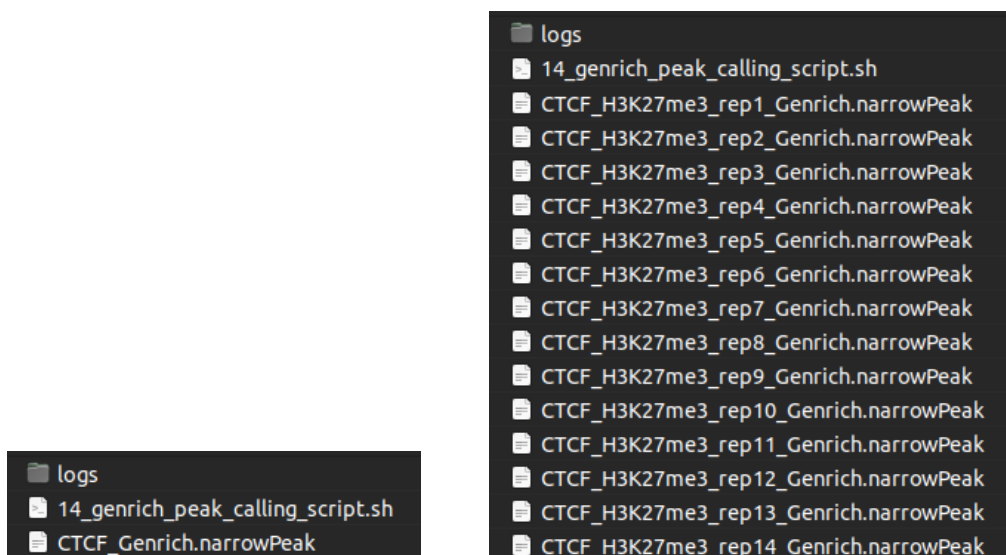 logs
14_genrich_peak_calling_script.sh
CTCF_Genrich.narrowPeak
logs
14_genrich_peak_calling_script.sh
CTCF_H3K27me3_rep1_Genrich.narrowPeak
CTCF_H3K27me3_rep2_Genrich.narrowPeak
CTCF_H3K27me3_rep3_Genrich.narrowPeak
CTCF_H3K27me3_rep4_Genrich.narrowPeak
CTCF_H3K27me3_rep5_Genrich.narrowPeak
CTCF_H3K27me3_rep6_Genrich.narrowPeak
CTCF_H3K27me3_rep7_Genrich.narrowPeak
CTCF_H3K27me3_rep8_Genrich.narrowPeak
CTCF_H3K27me3_rep9_Genrich.narrowPeak
CTCF_H3K27me3_rep10_Genrich.narrowPeak
CTCF_H3K27me3_rep11_Genrich.narrowPeak
CTCF_H3K27me3_rep12_Genrich.narrowPeak
CTCF_H3K27me3_rep13_Genrich.narrowPeak
CTCF_H3K27me3_rep14_Genrich.narrowPeak